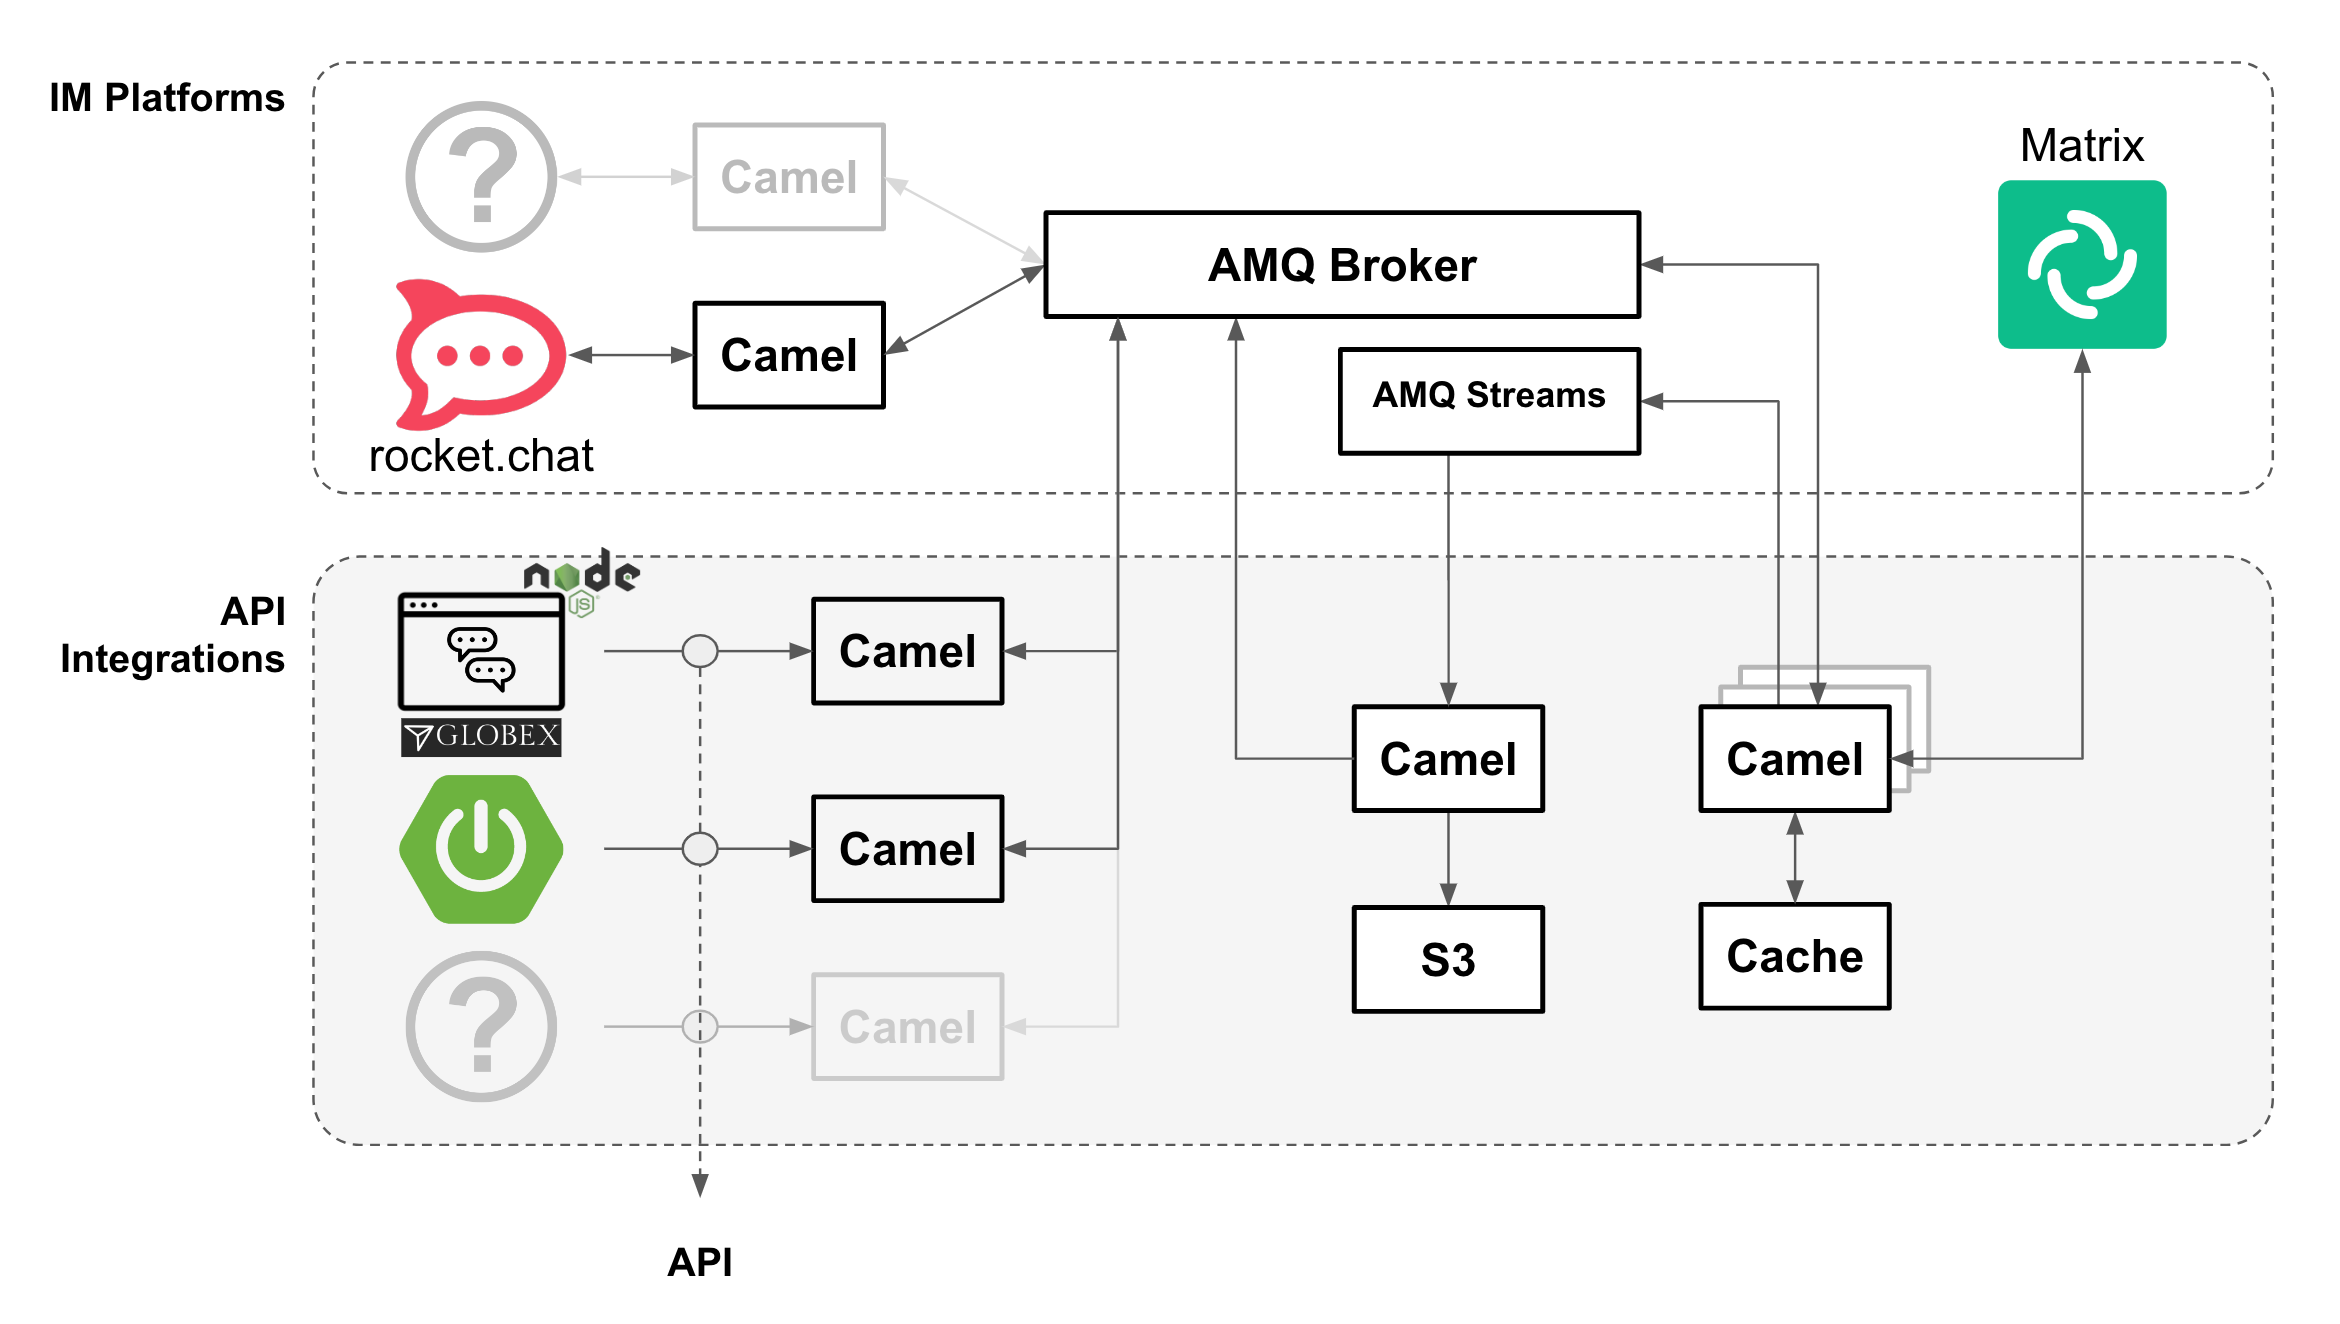 IM Platforms
?
Camel
Matrix
AMQ Broker
Camel
AMQ Streams
rocket.chat
API
Integrations
node
JS
Camel
GLOBEX
Camel
Camel
Camel
S3
Cache
?
Camel
API